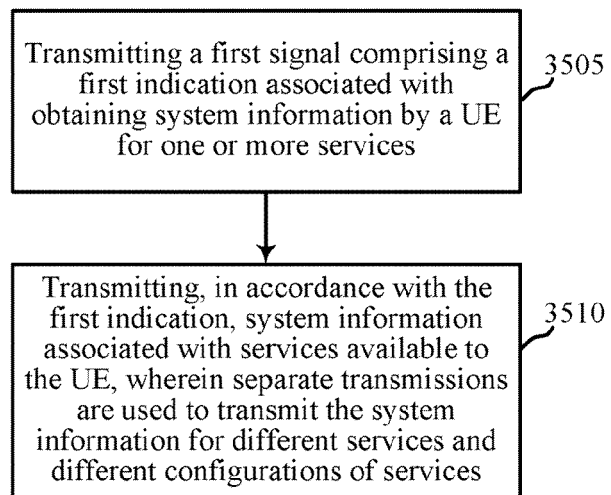 Transmitting a first signal comprising a
first indication associated with
obtaining system information by a UE
for one or more services
3505
Transmitting, in accordance with the
first indication, system information
associated with services available to
the UE, wherein separate transmissions
are used to transmit the system
information for different services and
different configurations of services
3510